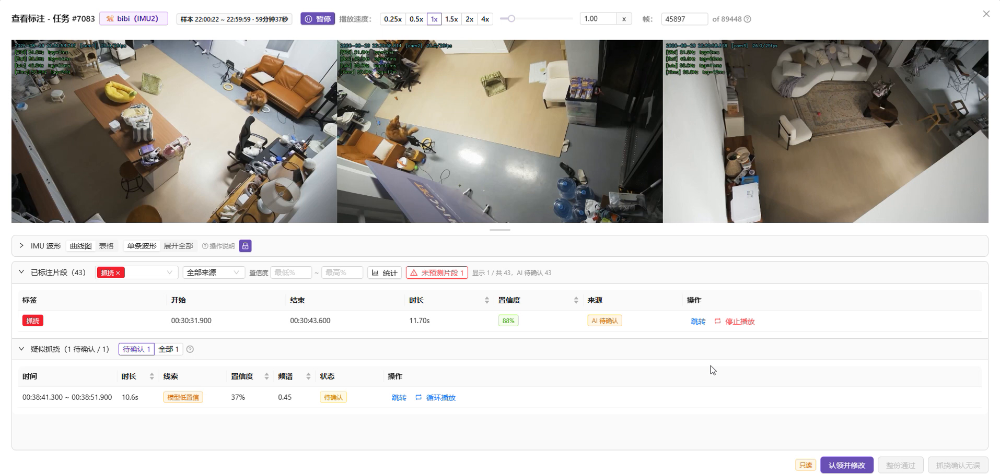 查看标注 - 任务 #7083 bibi（IMU2） 样本 22:00:22 ~ 22:59:59 · 59分钟37秒 暂停 播放速度： 0.25x 0.5x 1x 1.5x 2x 4x 1.00 x 帧： 45897 of 89448
[cam1]
[cam2] 26.0/25fps
[cam3] 26.0/25fps
IMU 波形 曲线图 表格 单条波形 展开全部 操作说明
已标注片段（43） 抓挠 × 全部来源 置信度 最低% ~ 最高% 统计 未预测片段 1 显示 1 / 共 43，AI 待确认 43
标签 开始 结束 时长 置信度 来源 操作
抓挠 00:30:31.900 00:30:43.600 11.70s 88% AI 待确认 跳转 停止播放
疑似抓挠（1 待确认 / 1） 待确认 1 全部 1
时间 时长 线索 置信度 频谱 状态 操作
00:38:41.300 ~ 00:38:51.900 10.6s 模型低置信 37% 0.45 待确认 跳转 循环播放
只读 认领并修改 整份通过 抓挠确认无误